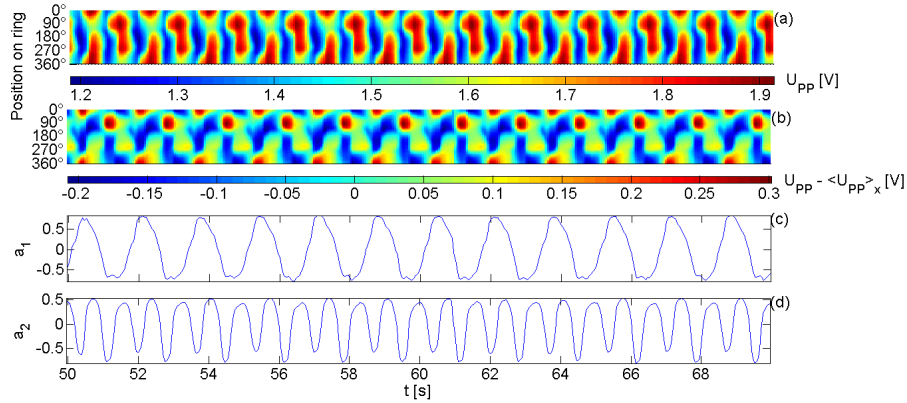 Position on ring
0°
90°
180°
270°
360°
(a)
1.2 1.3 1.4 1.5 1.6 1.7 1.8 1.9
U_PP [V]
0°
90°
180°
270°
360°
(b)
-0.2 -0.15 -0.1 -0.05 0 0.05 0.1 0.15 0.2 0.25 0.3
U_PP - <U_PP>_x [V]
(c)
a_1
0.5
0
-0.5
(d)
a_2
0.5
0
-0.5
50 52 54 56 58 60 62 64 66 68
t [s]